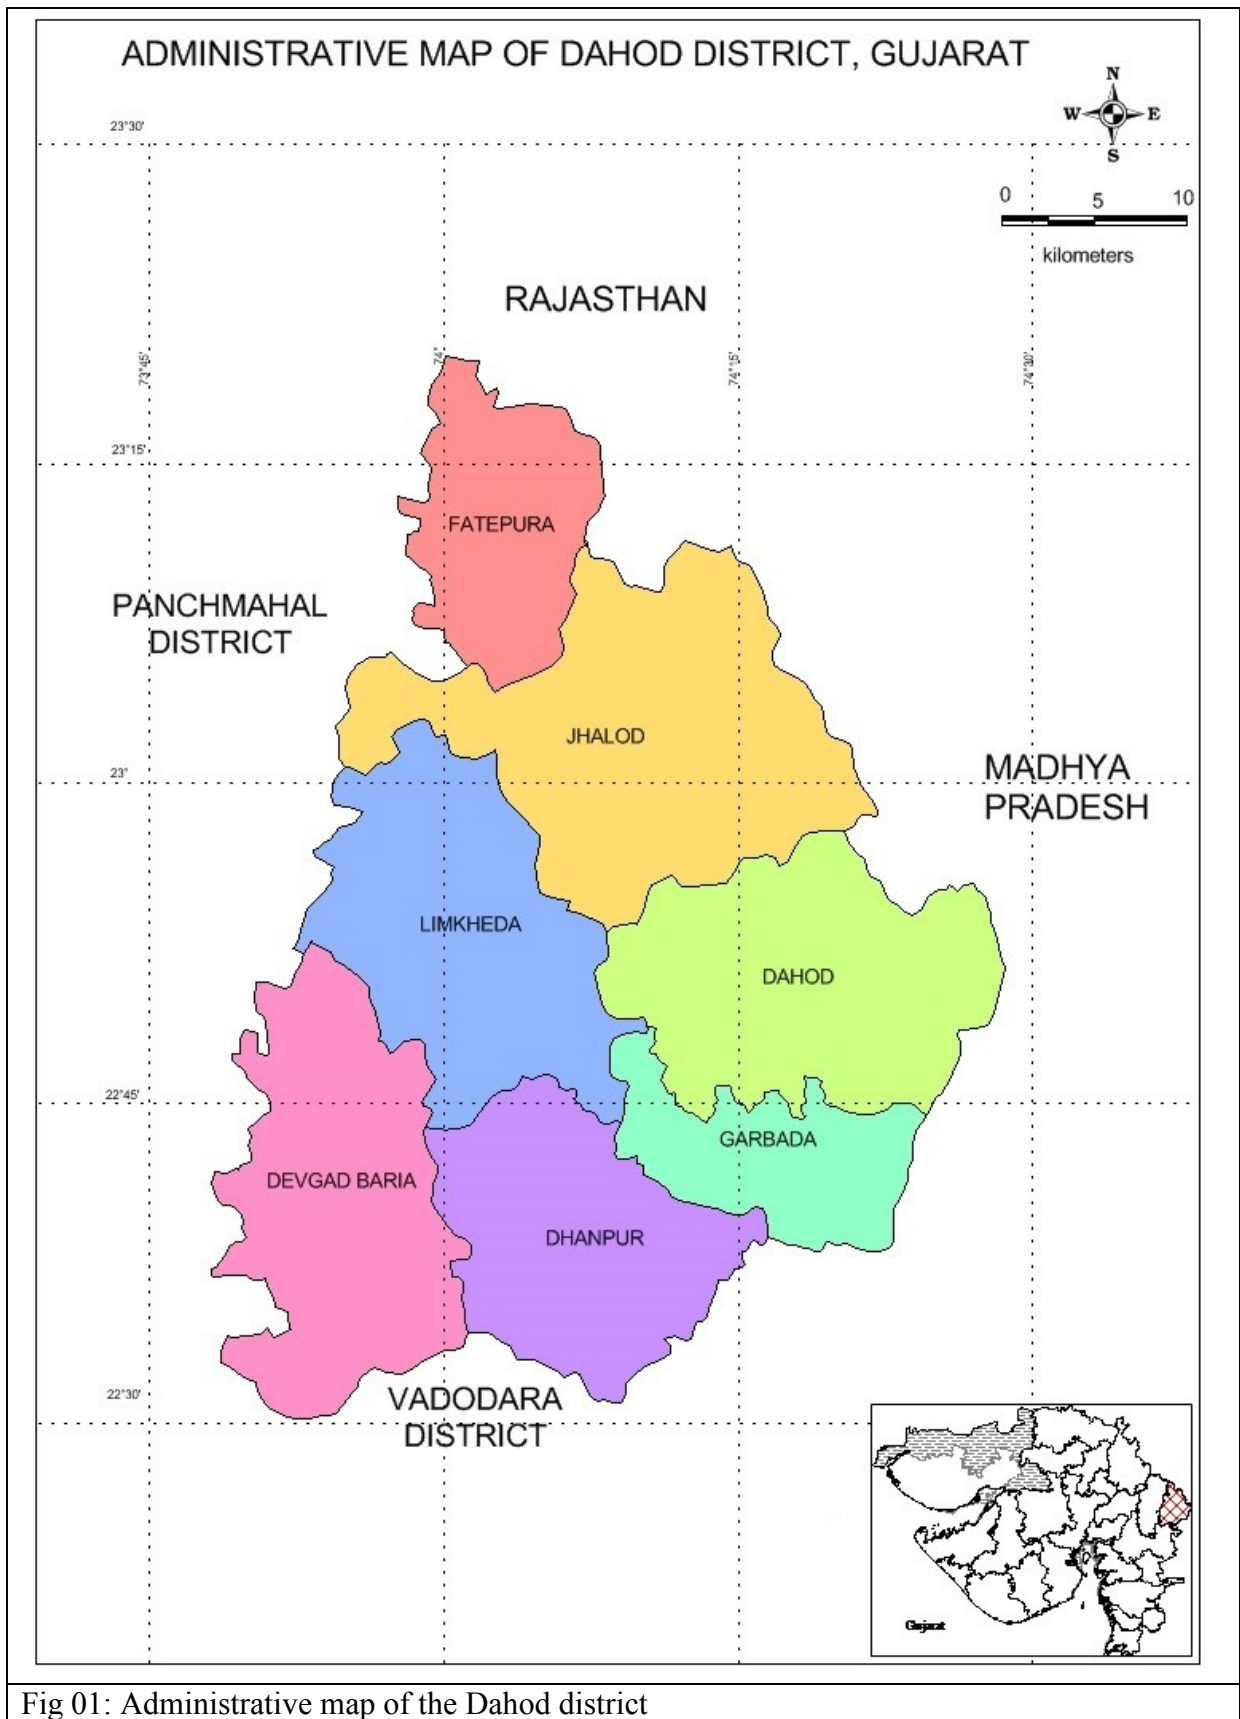 ADMINISTRATIVE MAP OF DAHOD DISTRICT, GUJARAT
N
W E
S
23°30'
0 5 10
kilometers
RAJASTHAN
73°45'
74°
74°15'
74°30'
23°15'
FATEPURA
PANCHMAHAL
DISTRICT
JHALOD
MADHYA
PRADESH
23°
LIMKHEDA
DAHOD
22°45'
GARBADA
DEVGAD BARIA
DHANPUR
22°30'
VADODARA
DISTRICT
Gujarat
Fig 01: Administrative map of the Dahod district